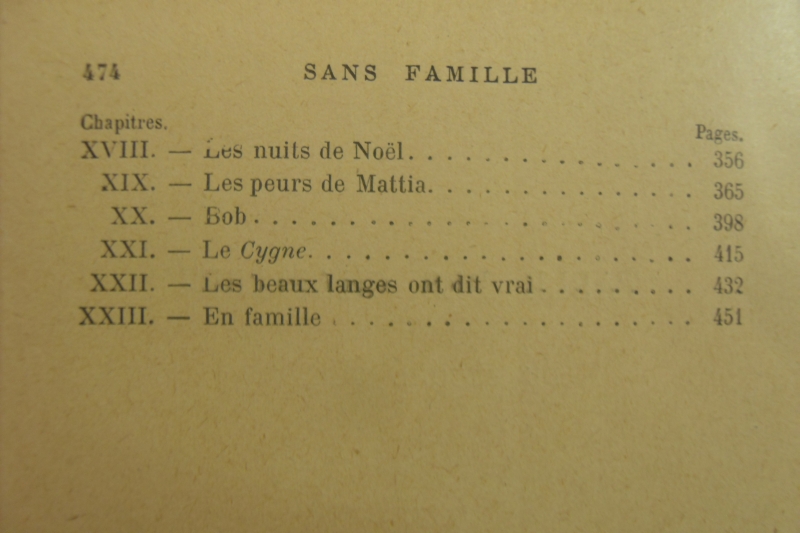 474 SANS FAMILLE
Chapitres. Pages.
XVIII. — Les nuits de Noël. . . . . . . . . . . . . . . . 356
XIX. — Les peurs de Mattia. . . . . . . . . . . . . . . 365
XX. — Bob . . . . . . . . . . . . . . . . . . . . . . . . 398
XXI. — Le Cygne. . . . . . . . . . . . . . . . . . . . . 415
XXII. — Les beaux langes ont dit vrai . . . . . . . . . 432
XXIII. — En famille . . . . . . . . . . . . . . . . . . . 451